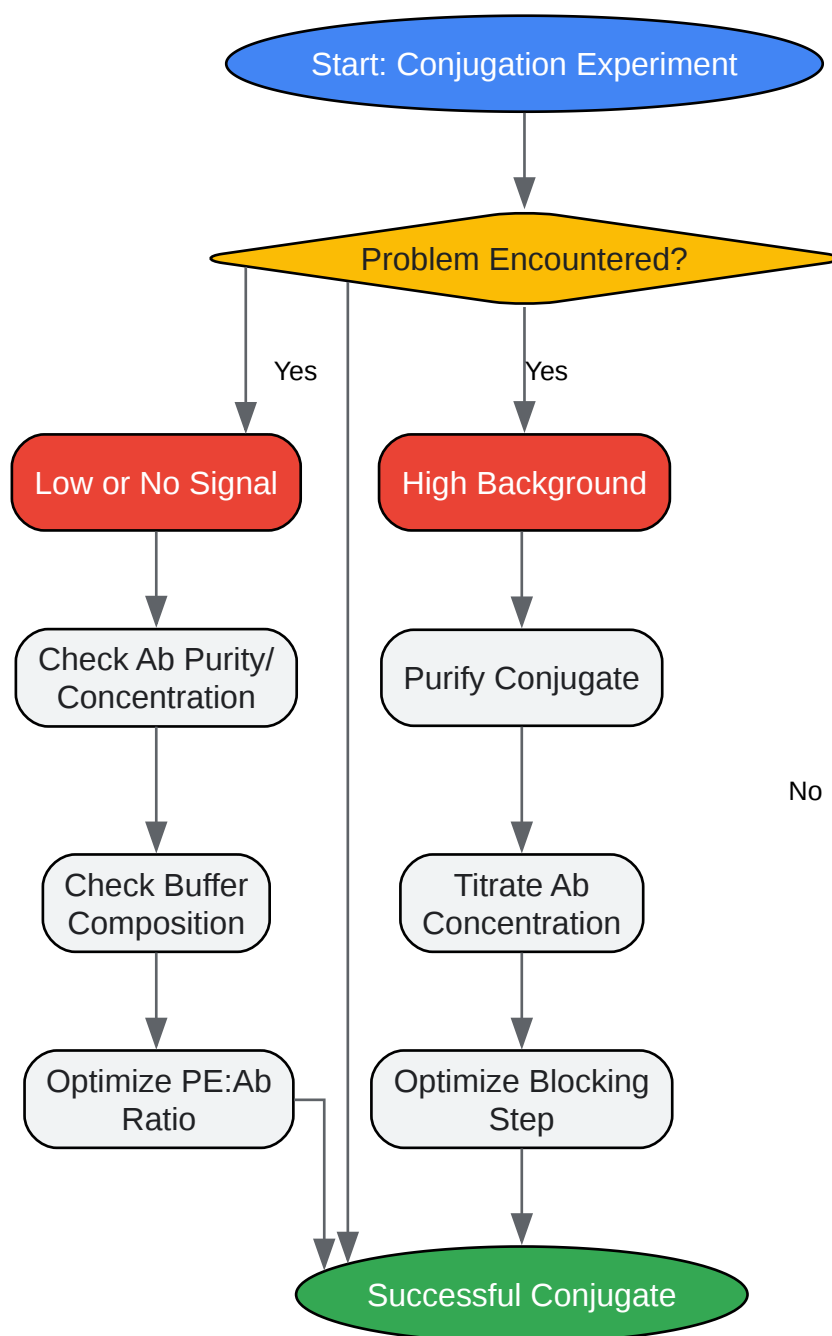 Start: Conjugation Experiment
Problem Encountered?
Yes
Yes
Low or No Signal
High Background
Check Ab Purity/
Concentration
Purify Conjugate
No
Check Buffer
Composition
Titrate Ab
Concentration
Optimize PE:Ab
Ratio
Optimize Blocking
Step
Successful Conjugate